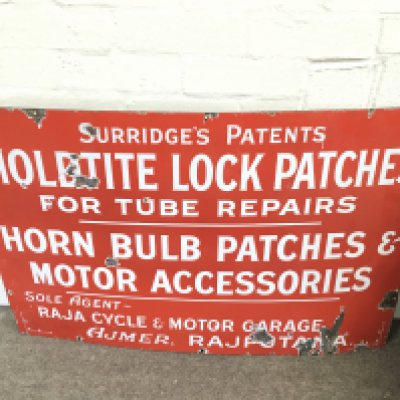 SURRIDGE'S PATENTS
HOLETITE LOCK PATCHES
FOR TUBE REPAIRS
THORN BULB PATCHES &
MOTOR ACCESSORIES
SOLE AGENT-
RAJA CYCLE & MOTOR GARAGE
AJMER. RAJPUTANA.